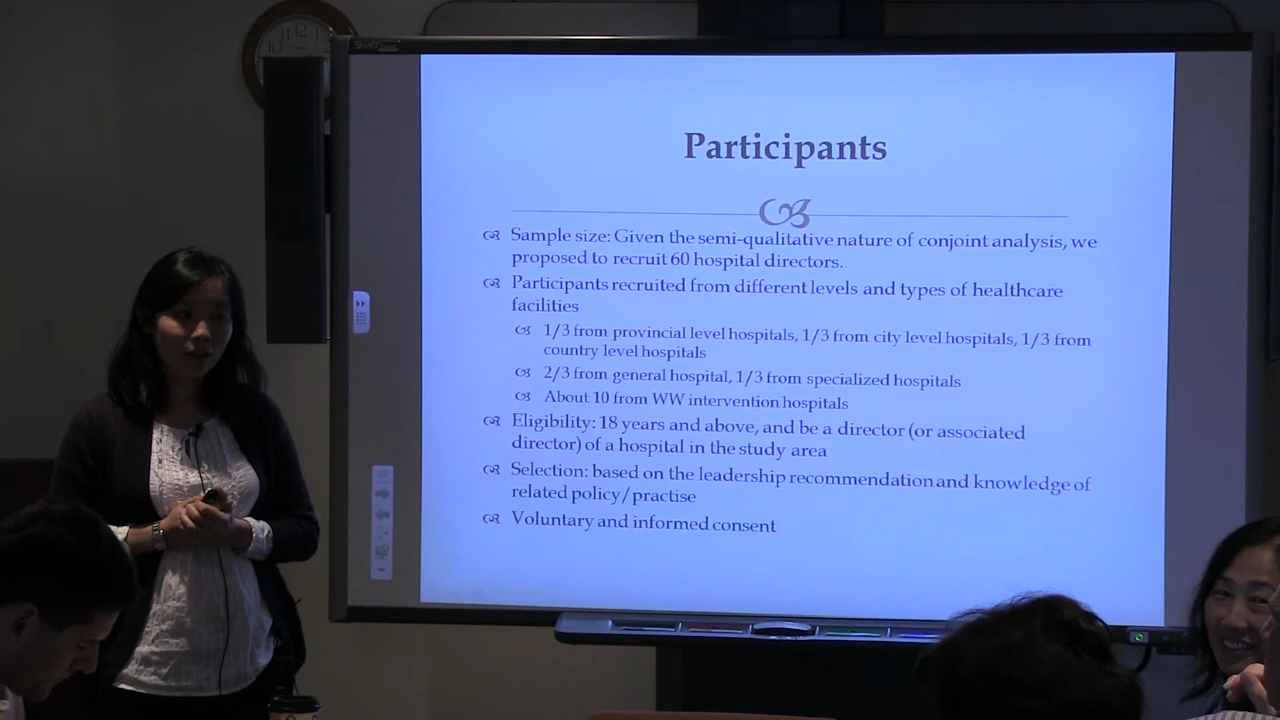 SMART
Participants
Sample size: Given the semi-qualitative nature of conjoint analysis, we
proposed to recruit 60 hospital directors.
Participants recruited from different levels and types of healthcare
facilities
1/3 from provincial level hospitals, 1/3 from city level hospitals, 1/3 from
country level hospitals
2/3 from general hospital, 1/3 from specialized hospitals
About 10 from WW intervention hospitals
Eligibility: 18 years and above, and be a director (or associated
director) of a hospital in the study area
Selection: based on the leadership recommendation and knowledge of
related policy/practise
Voluntary and informed consent